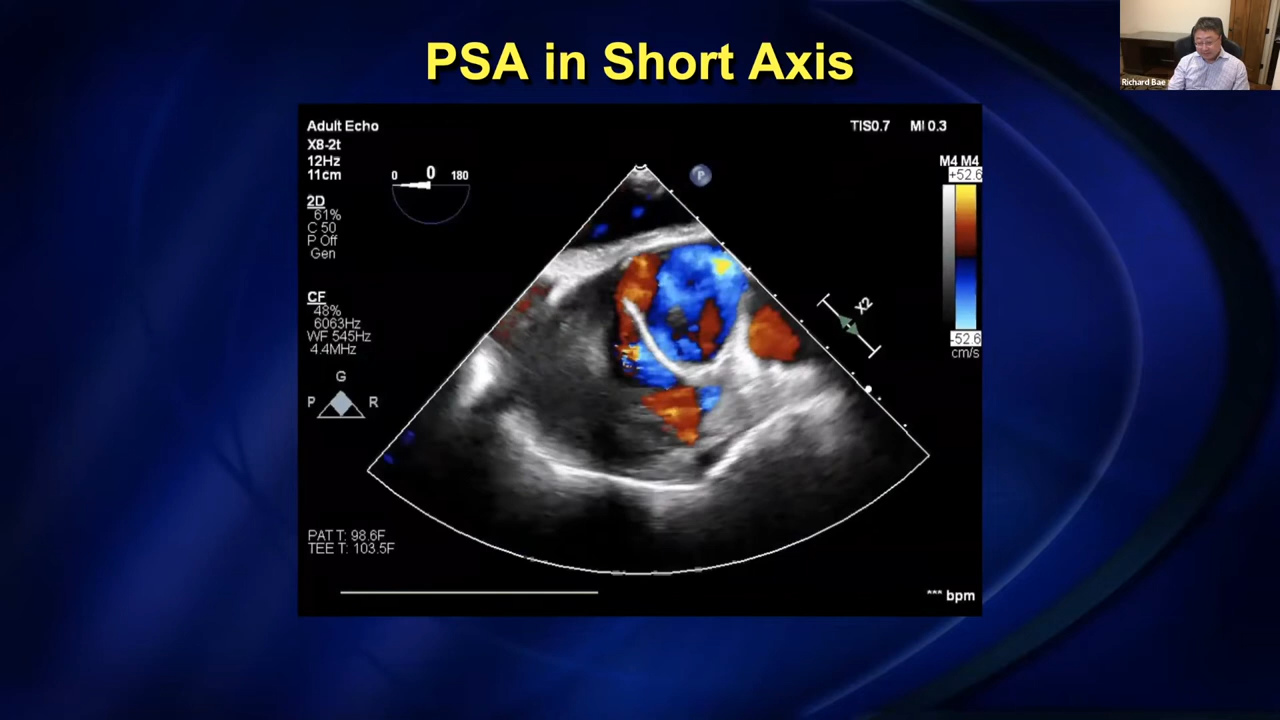 PSA in Short Axis
Richard Bae
Adult Echo
TIS0.7 MI 0.3
X8-2t
12Hz
11cm
M4 M4
+52.6
0 0 180
P
2D
61%
C 50
P Off
Gen
CF
48%
6063Hz
WF 545Hz
4.4MHz
X2
-52.6
cm/s
G
P R
PAT T: 98.6F
TEE T: 103.5F
*** bpm